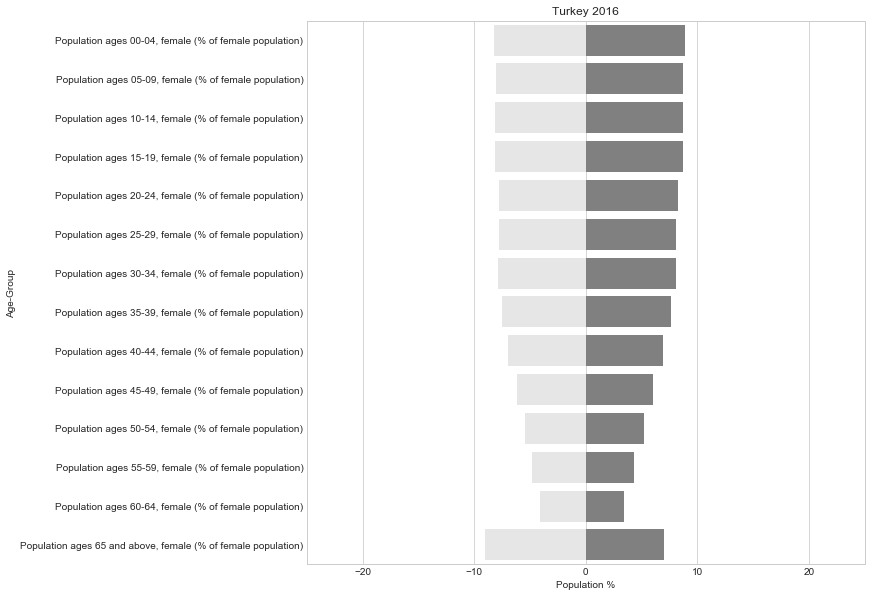 Turkey 2016
Age-Group
Population ages 00-04, female (% of female population)
Population ages 05-09, female (% of female population)
Population ages 10-14, female (% of female population)
Population ages 15-19, female (% of female population)
Population ages 20-24, female (% of female population)
Population ages 25-29, female (% of female population)
Population ages 30-34, female (% of female population)
Population ages 35-39, female (% of female population)
Population ages 40-44, female (% of female population)
Population ages 45-49, female (% of female population)
Population ages 50-54, female (% of female population)
Population ages 55-59, female (% of female population)
Population ages 60-64, female (% of female population)
Population ages 65 and above, female (% of female population)
−20 −10 0 10 20
Population %